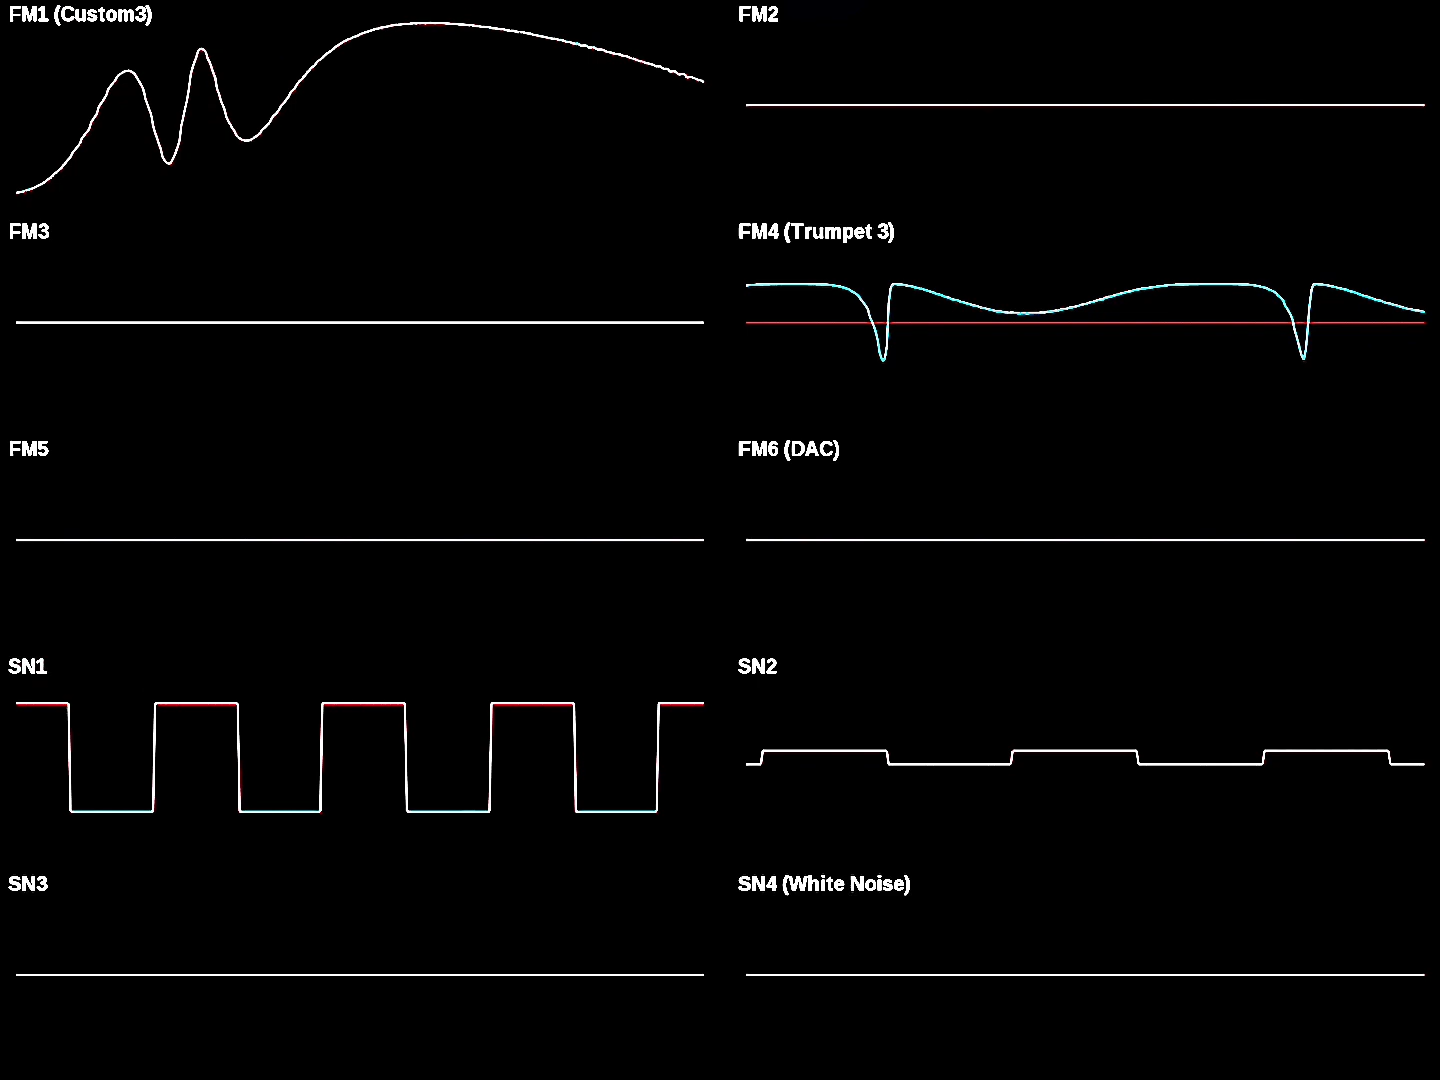 FM1 (Custom3)
FM2
FM3
FM4 (Trumpet 3)
FM5
FM6 (DAC)
SN1
SN2
SN3
SN4 (White Noise)